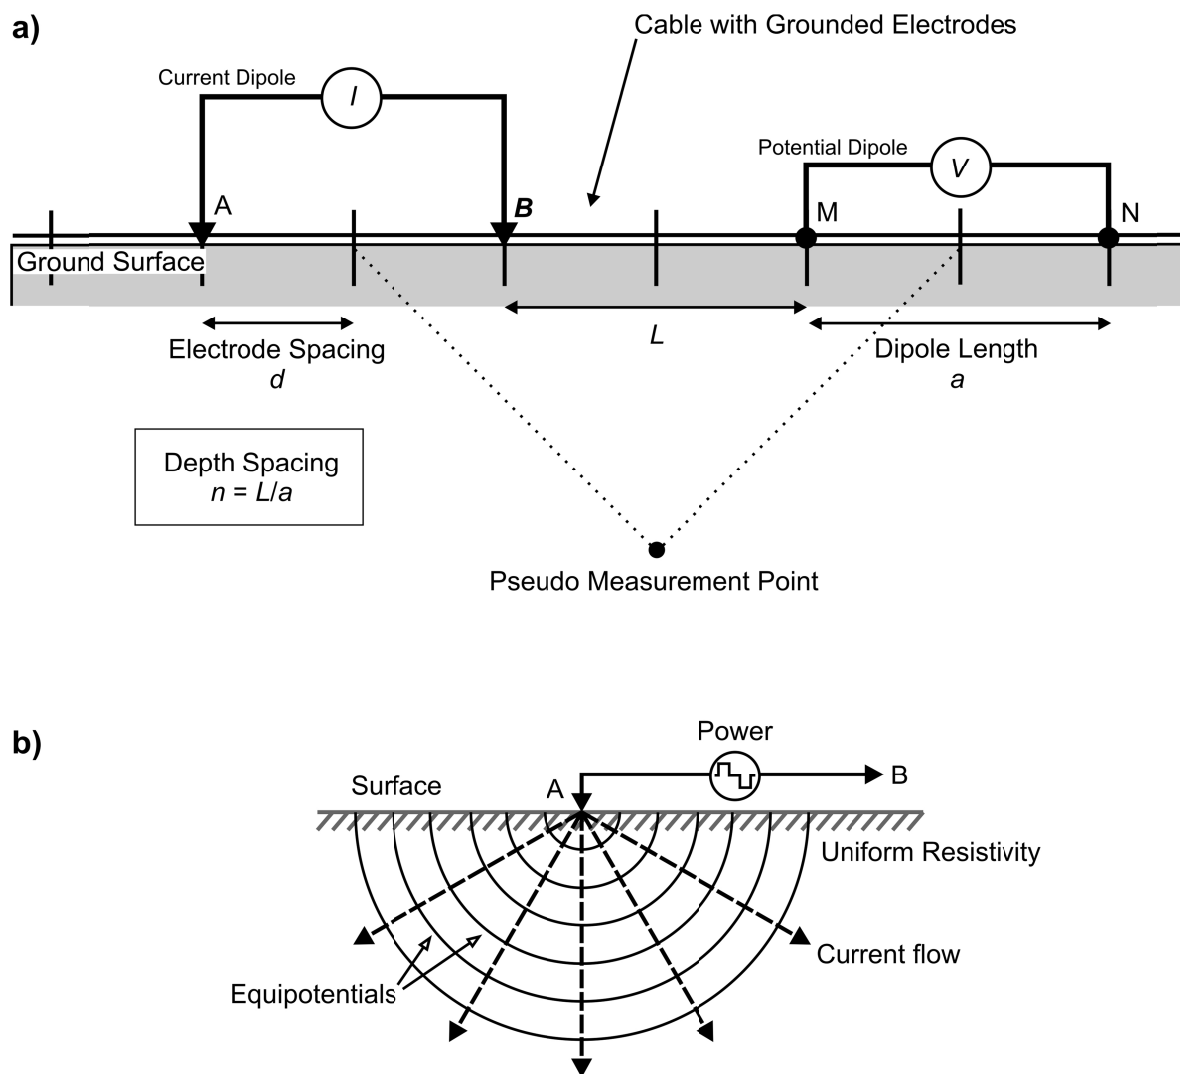 a)
Cable with Grounded Electrodes
Current Dipole
I
Potential Dipole
V
A
B
M
N
Ground Surface
Electrode Spacing
d
L
Dipole Length
a
Depth Spacing
n = L/a
Pseudo Measurement Point
b)
Power
Surface
A
B
Uniform Resistivity
Current flow
Equipotentials